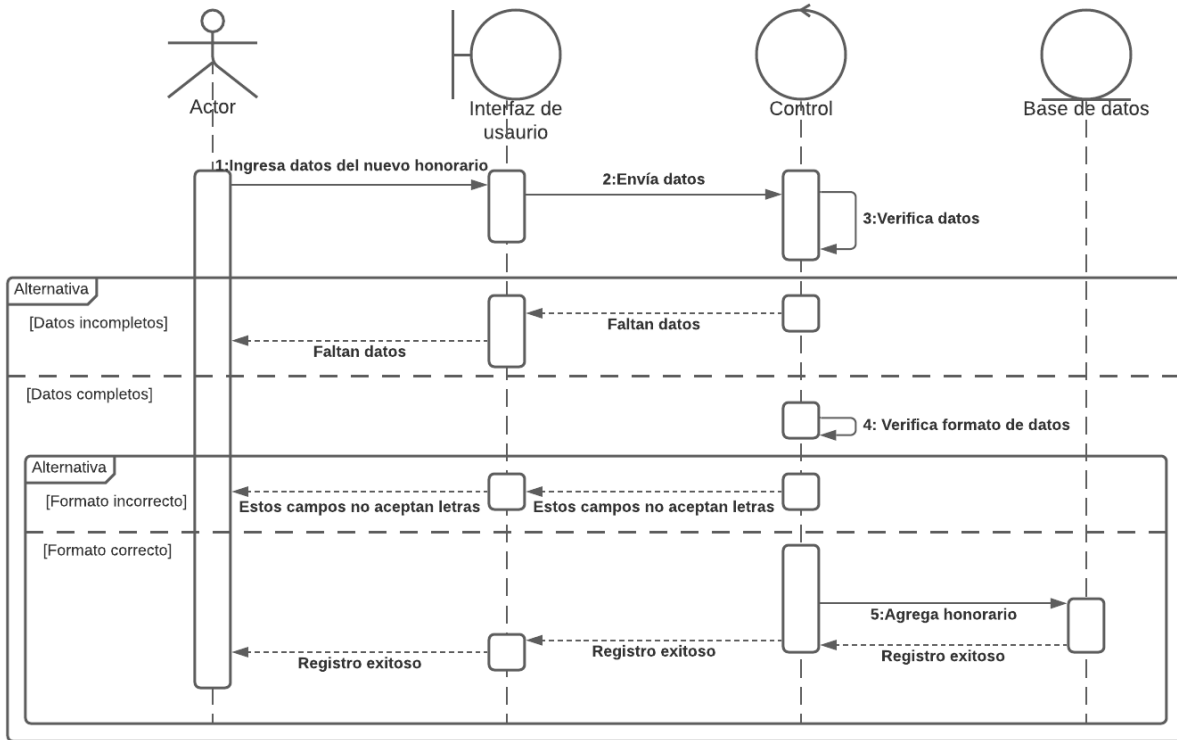 Actor
Interfaz de
usaurio
Control
Base de datos
1:Ingresa datos del nuevo honorario
2:Envía datos
3:Verifica datos
Alternativa
[Datos incompletos]
Faltan datos
Faltan datos
[Datos completos]
4: Verifica formato de datos
Alternativa
[Formato incorrecto]
Estos campos no aceptan letras
Estos campos no aceptan letras
[Formato correcto]
5:Agrega honorario
Registro exitoso
Registro exitoso
Registro exitoso